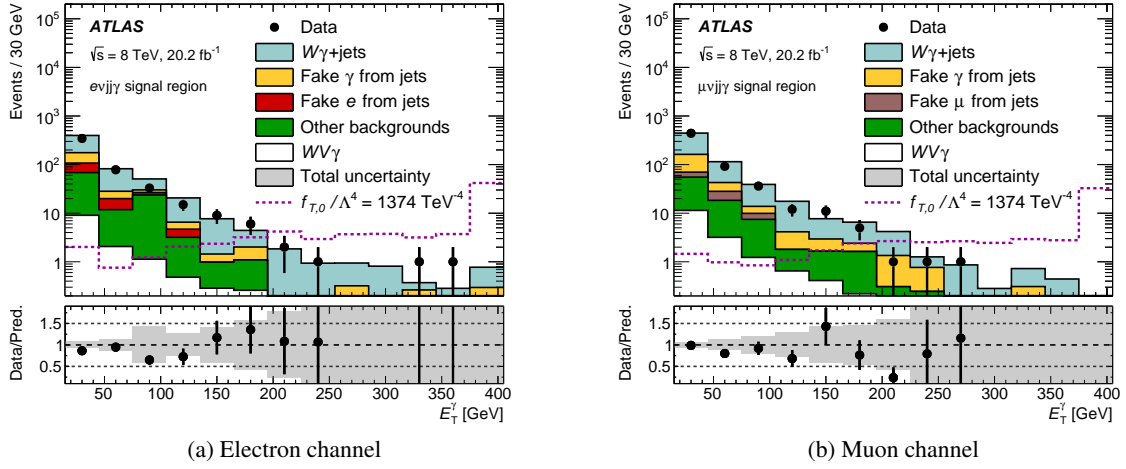 Events / 30 GeV
10⁵
10⁴
10³
10²
10
1
ATLAS
√s = 8 TeV, 20.2 fb⁻¹
eνjjγ signal region
Data
Wγ+jets
Fake γ from jets
Fake e from jets
Other backgrounds
WVγ
Total uncertainty
f_T,0 /Λ⁴ = 1374 TeV⁻⁴
Data/Pred.
1.5
1
0.5
50 100 150 200 250 300 350 400
E_T^γ [GeV]
(a) Electron channel
Events / 30 GeV
10⁵
10⁴
10³
10²
10
1
ATLAS
√s = 8 TeV, 20.2 fb⁻¹
μνjjγ signal region
Data
Wγ+jets
Fake γ from jets
Fake μ from jets
Other backgrounds
WVγ
Total uncertainty
f_T,0 /Λ⁴ = 1374 TeV⁻⁴
Data/Pred.
1.5
1
0.5
50 100 150 200 250 300 350 400
E_T^γ [GeV]
(b) Muon channel